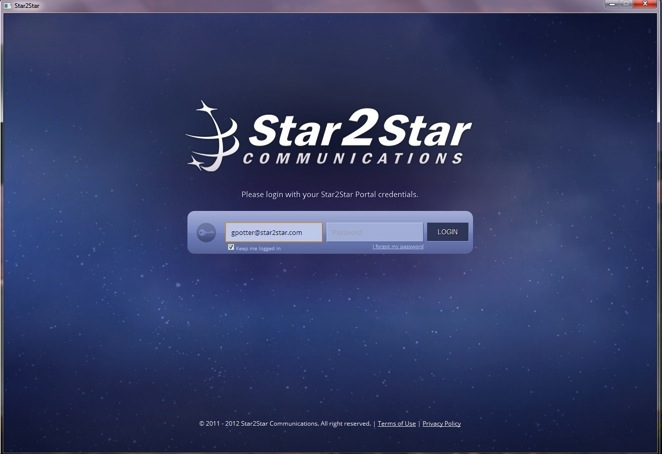 Star2Star
Star2Star
COMMUNICATIONS
Please login with your Star2Star Portal credentials.
gpotter@star2star.com
Password
LOGIN
Keep me logged in
I forgot my password
© 2011 - 2012 Star2Star Communications. All right reserved. | Terms of Use | Privacy Policy